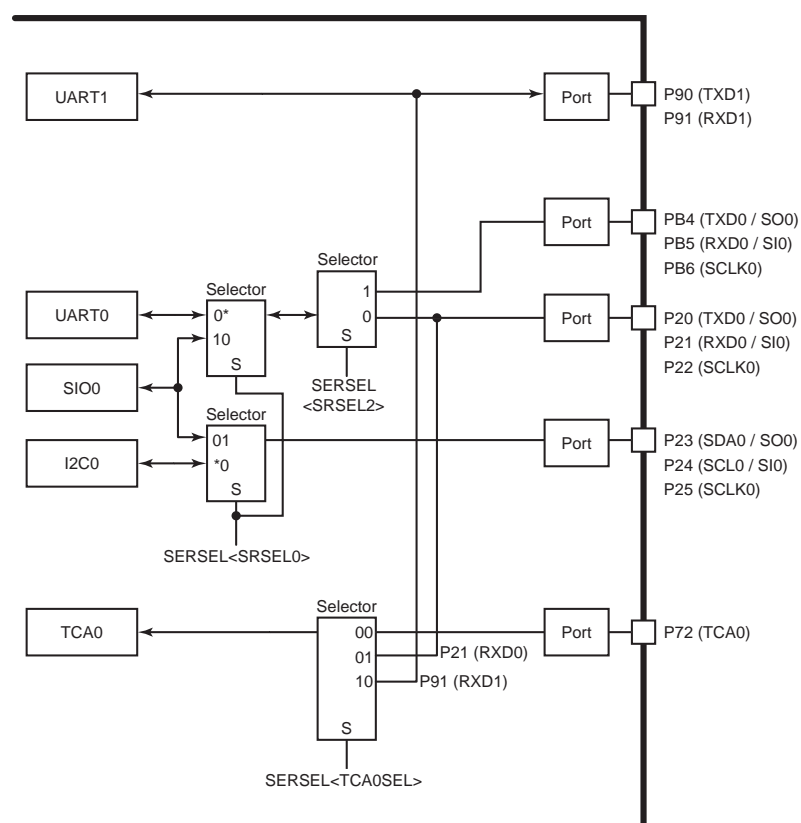 UART1
Port
P90 (TXD1)
P91 (RXD1)
Port
PB4 (TXD0 / SO0)
PB5 (RXD0 / SI0)
PB6 (SCLK0)
Selector
1
0
S
SERSEL
<SRSEL2>
Selector
UART0
0*
10
S
Port
P20 (TXD0 / SO0)
P21 (RXD0 / SI0)
P22 (SCLK0)
SIO0
Selector
01
*0
S
I2C0
Port
P23 (SDA0 / SO0)
P24 (SCL0 / SI0)
P25 (SCLK0)
SERSEL<SRSEL0>
Selector
TCA0
00
01
10
S
P21 (RXD0)
P91 (RXD1)
Port
P72 (TCA0)
SERSEL<TCA0SEL>